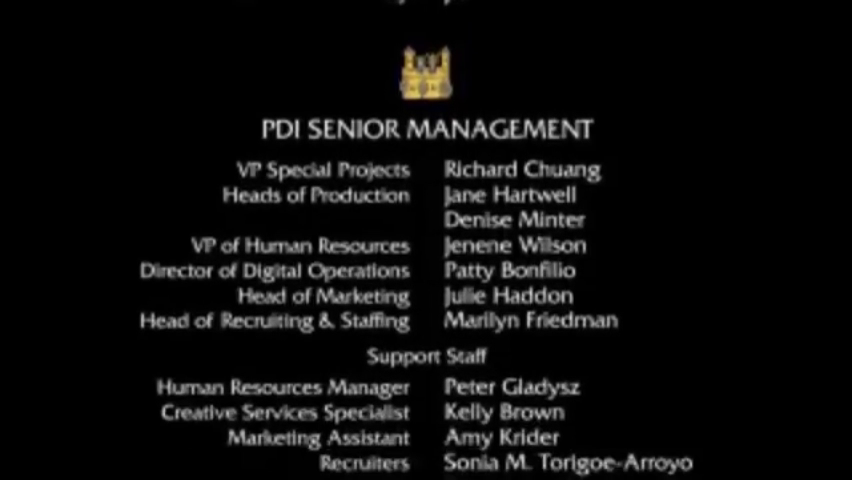 PDI SENIOR MANAGEMENT
VP Special Projects Richard Chuang
Heads of Production Jane Hartwell
Denise Minter
VP of Human Resources Jenene Wilson
Director of Digital Operations Patty Bonfilio
Head of Marketing Julie Haddon
Head of Recruiting & Staffing Marilyn Friedman
Support Staff
Human Resources Manager Peter Gladysz
Creative Services Specialist Kelly Brown
Marketing Assistant Amy Krider
Recruiters Sonia M. Torigoe-Arroyo